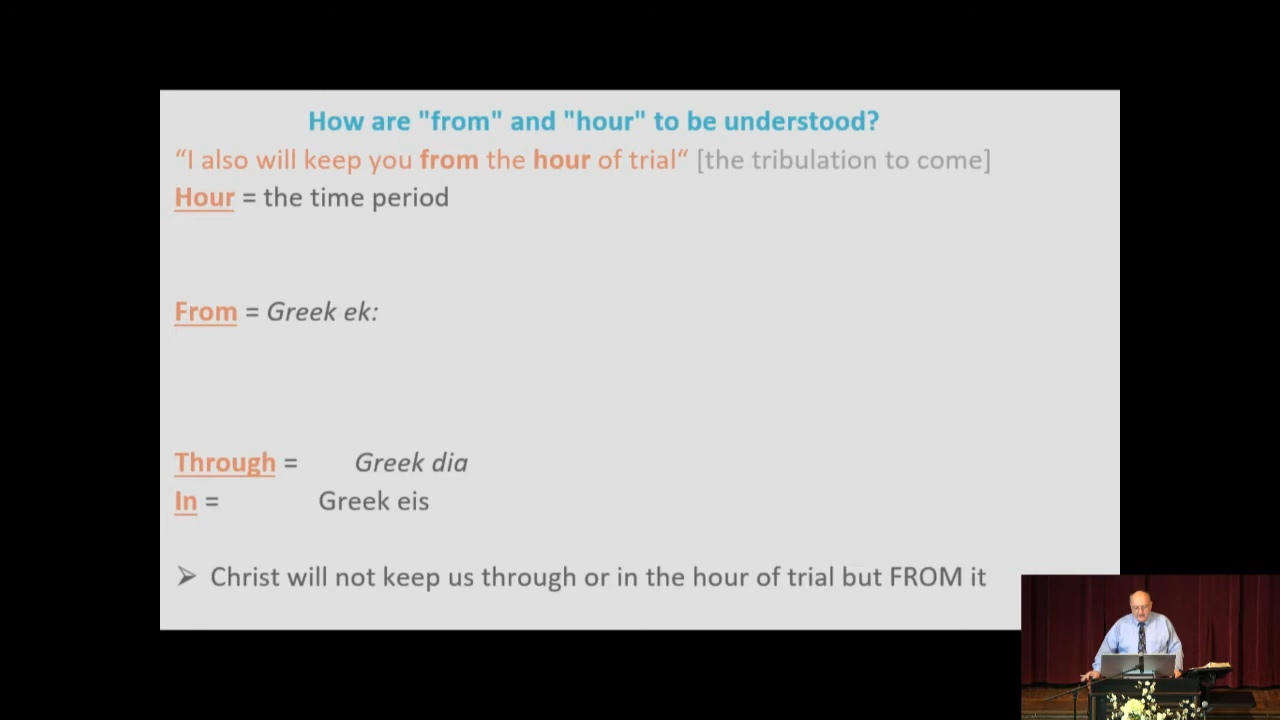 How are "from" and "hour" to be understood?
“I also will keep you from the hour of trial“ [the tribulation to come]
Hour = the time period
From = Greek ek:
Through = Greek dia
In = Greek eis
➢ Christ will not keep us through or in the hour of trial but FROM it